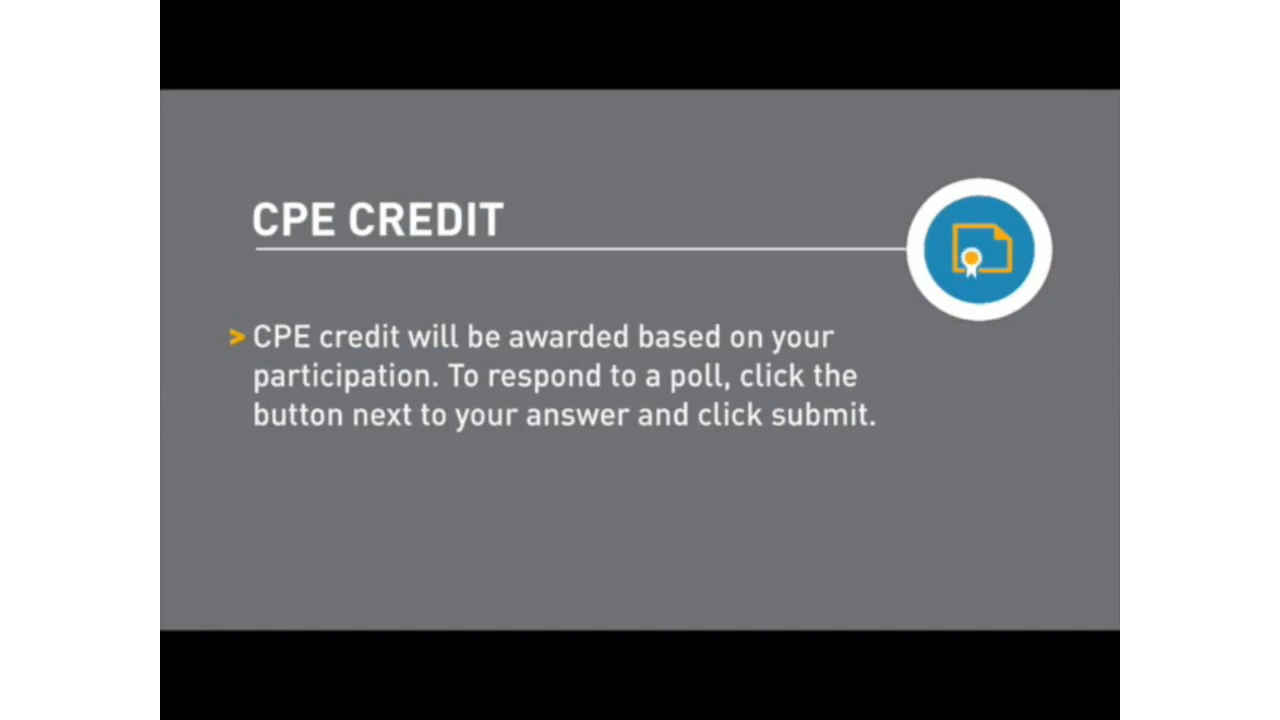 CPE CREDIT
> CPE credit will be awarded based on your
participation. To respond to a poll, click the
button next to your answer and click submit.